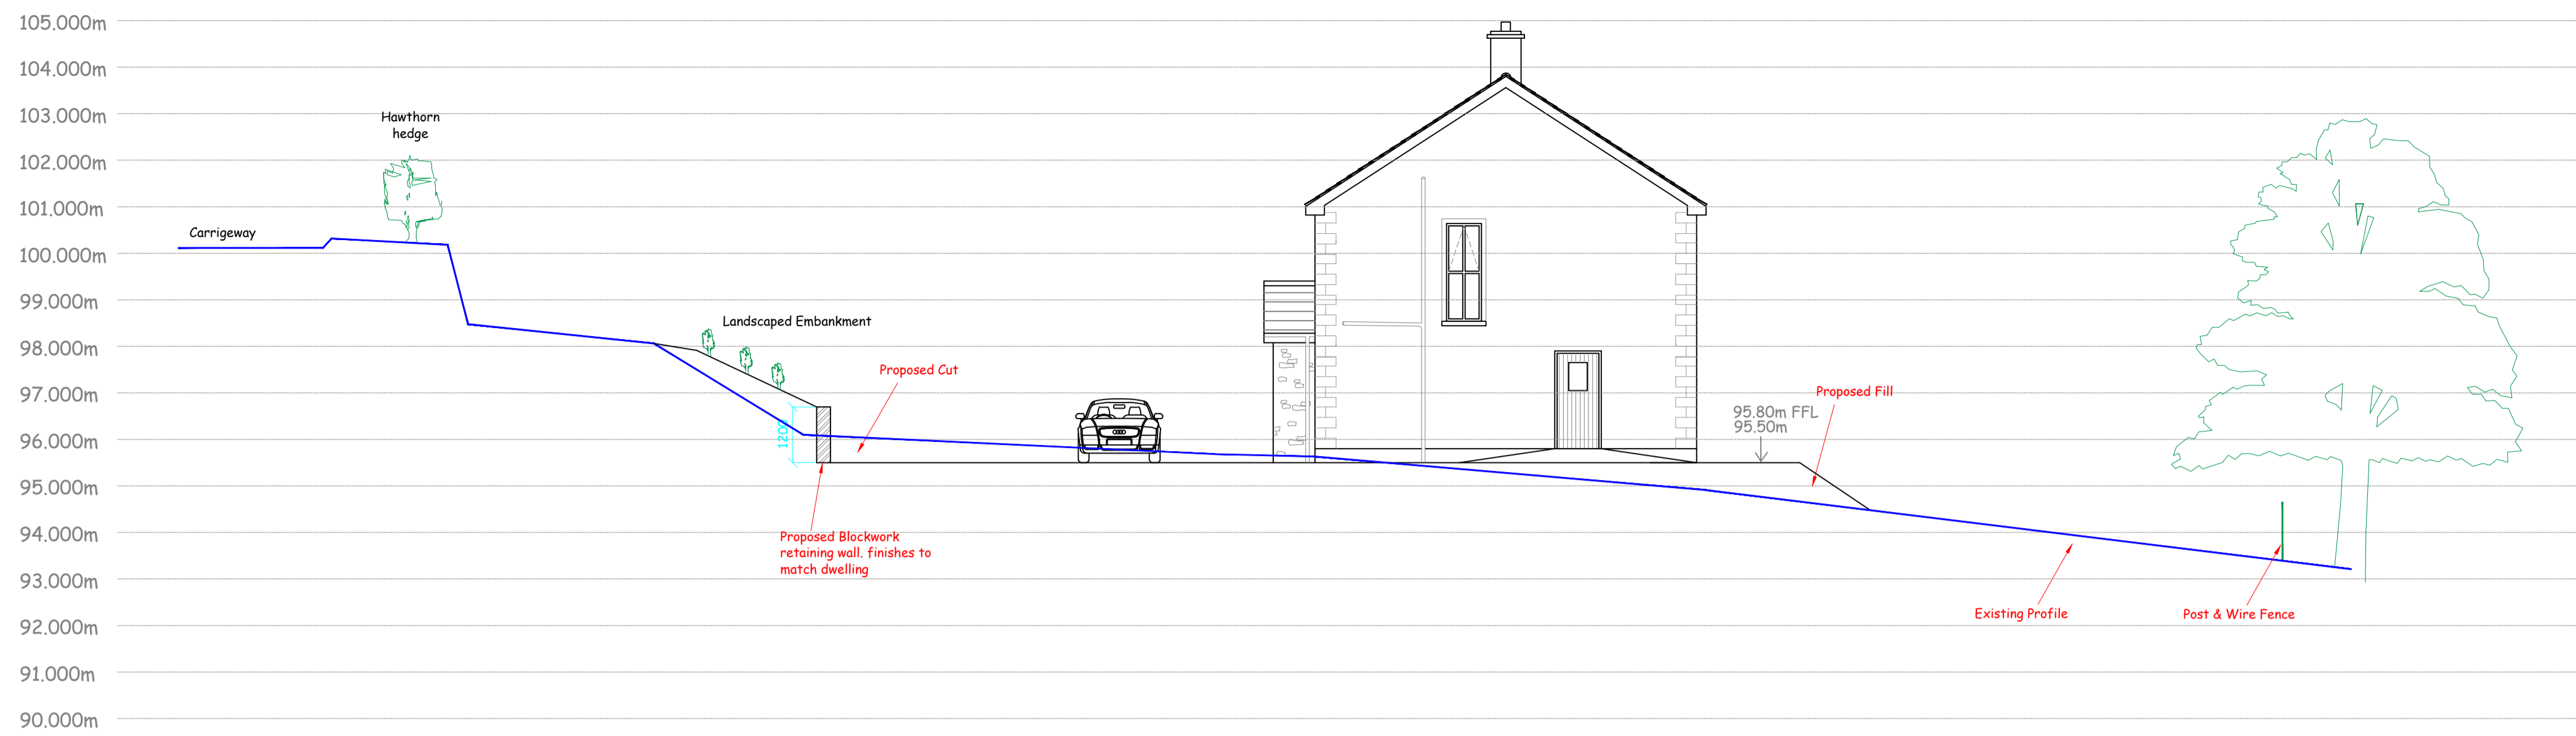 105.000m
104.000m
103.000m
102.000m
101.000m
100.000m
99.000m
98.000m
97.000m
96.000m
95.000m
94.000m
93.000m
92.000m
91.000m
90.000m
Hawthorn
hedge
Carrigeway
Landscaped Embankment
Proposed Cut
1200
Proposed Blockwork
retaining wall. finishes to
match dwelling
95.80m FFL
95.50m
Proposed Fill
Existing Profile
Post & Wire Fence